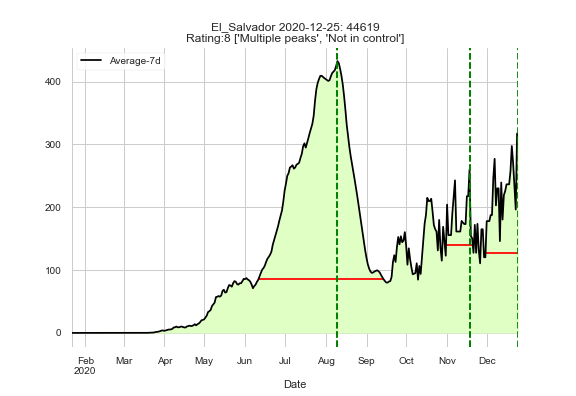 El_Salvador 2020-12-25: 44619
Rating:8 ['Multiple peaks', 'Not in control']
Average-7d
400
300
200
100
0
Feb Mar Apr May Jun Jul Aug Sep Oct Nov Dec
2020
Date